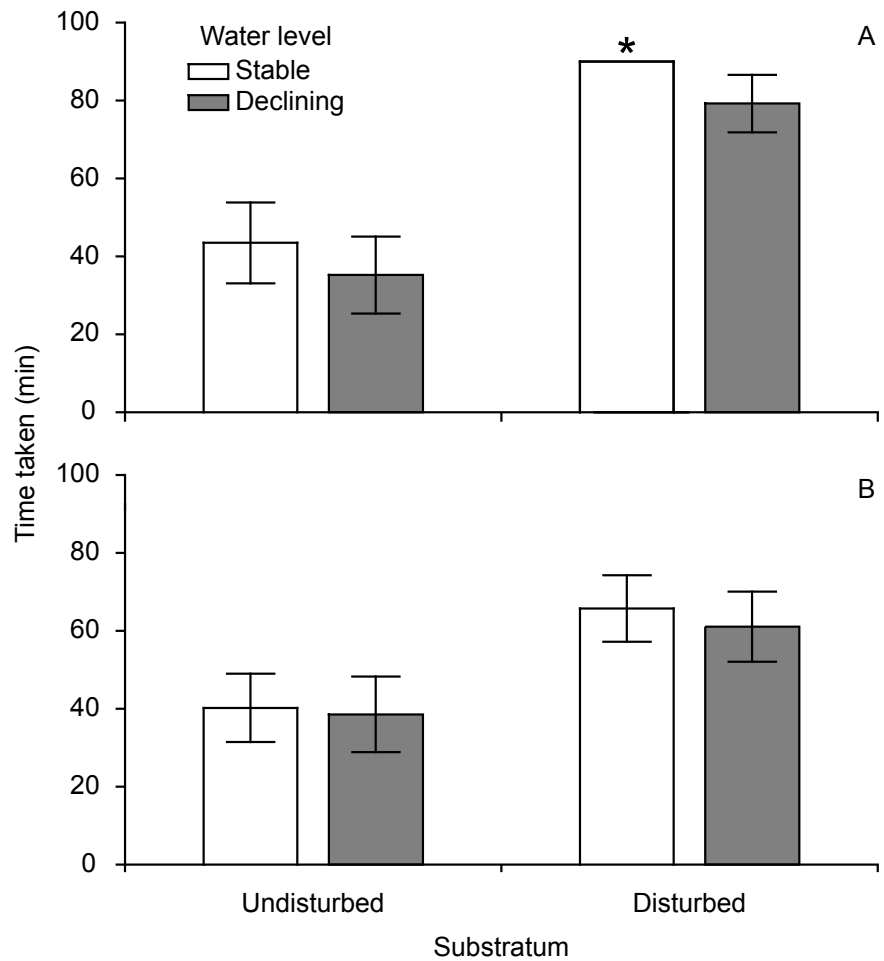 Water level
Stable
Declining
A
*
100
80
60
40
20
0
Time taken (min)
B
100
80
60
40
20
0
Undisturbed Disturbed
Substratum